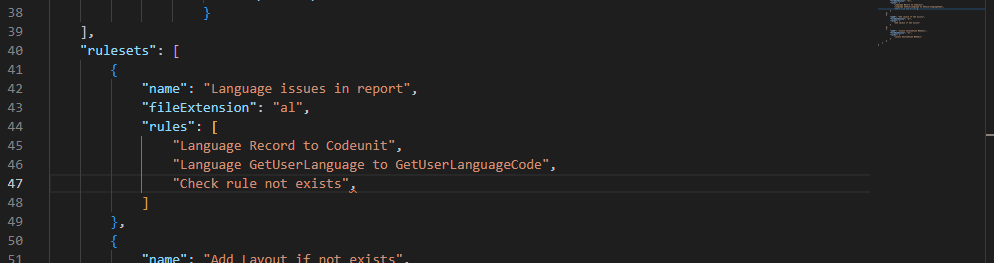 38 }
39 ],
40 "rulesets": [
41 {
42 "name": "Language issues in report",
43 "fileExtension": "al",
44 "rules": [
45 "Language Record to Codeunit",
46 "Language GetUserLanguage to GetUserLanguageCode",
47 "Check rule not exists",
48 ]
49 },
50 {
51 "name": "Add Layout if not exists",